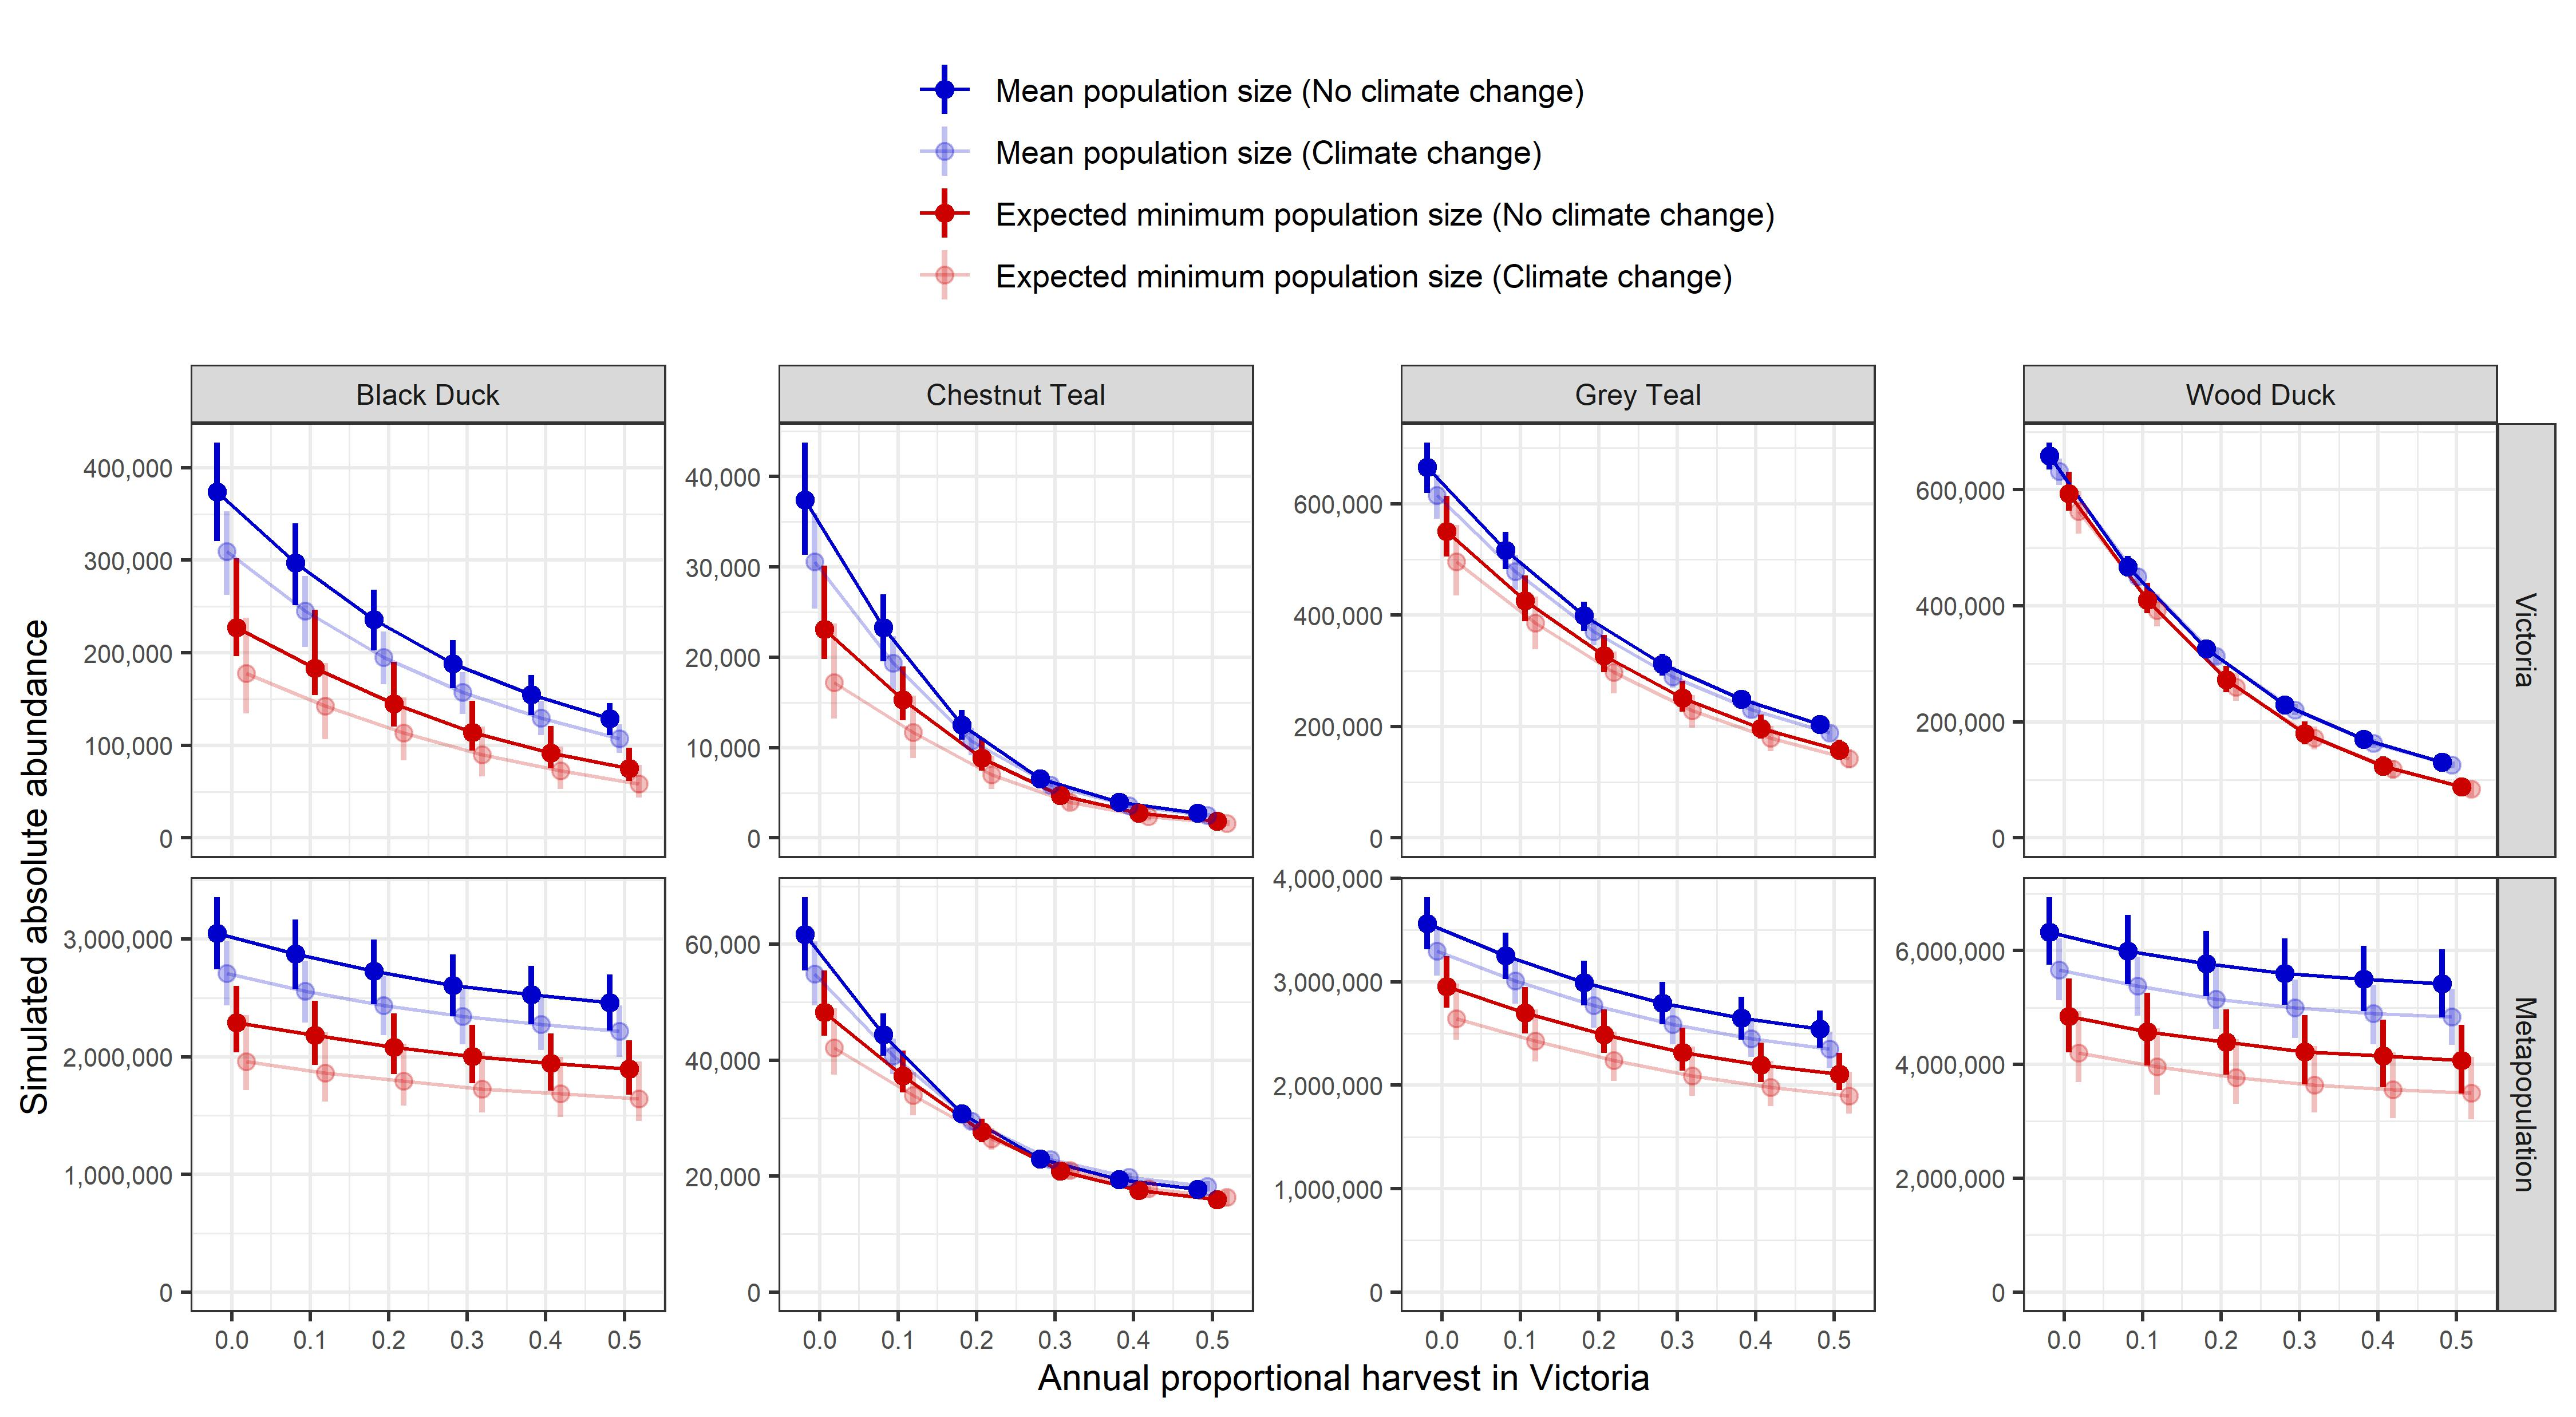 Mean population size (No climate change)
Mean population size (Climate change)
Expected minimum population size (No climate change)
Expected minimum population size (Climate change)
Black Duck
Chestnut Teal
Grey Teal
Wood Duck
Simulated absolute abundance
400,000
300,000
200,000
100,000
0
40,000
30,000
20,000
10,000
0
600,000
400,000
200,000
0
600,000
400,000
200,000
0
Victoria
3,000,000
2,000,000
1,000,000
0
60,000
40,000
20,000
0
4,000,000
3,000,000
2,000,000
1,000,000
0
6,000,000
4,000,000
2,000,000
0
Metapopulation
0.0 0.1 0.2 0.3 0.4 0.5
0.0 0.1 0.2 0.3 0.4 0.5
0.0 0.1 0.2 0.3 0.4 0.5
0.0 0.1 0.2 0.3 0.4 0.5
Annual proportional harvest in Victoria